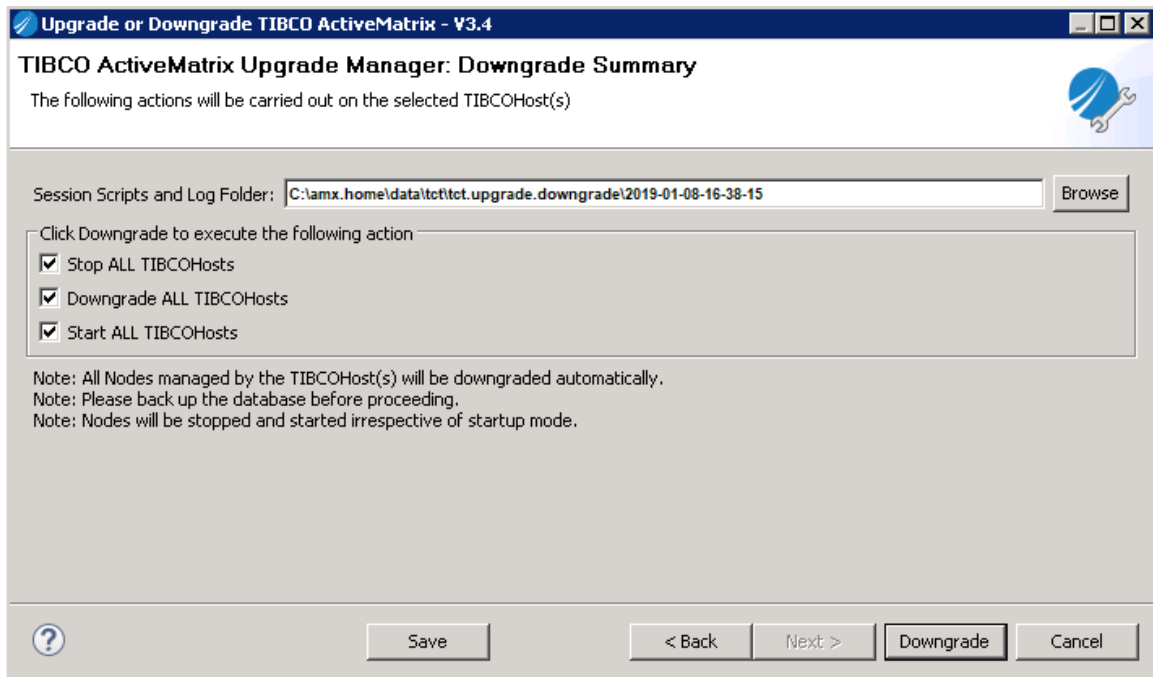 Upgrade or Downgrade TIBCO ActiveMatrix - V3.4
TIBCO ActiveMatrix Upgrade Manager: Downgrade Summary
The following actions will be carried out on the selected TIBCOHost(s)
Session Scripts and Log Folder: C:\amx.home\data\tct\tct.upgrade.downgrade\2019-01-08-16-38-15 Browse
Click Downgrade to execute the following action
Stop ALL TIBCOHosts
Downgrade ALL TIBCOHosts
Start ALL TIBCOHosts
Note: All Nodes managed by the TIBCOHost(s) will be downgraded automatically.
Note: Please back up the database before proceeding.
Note: Nodes will be stopped and started irrespective of startup mode.
? Save < Back Next > Downgrade Cancel